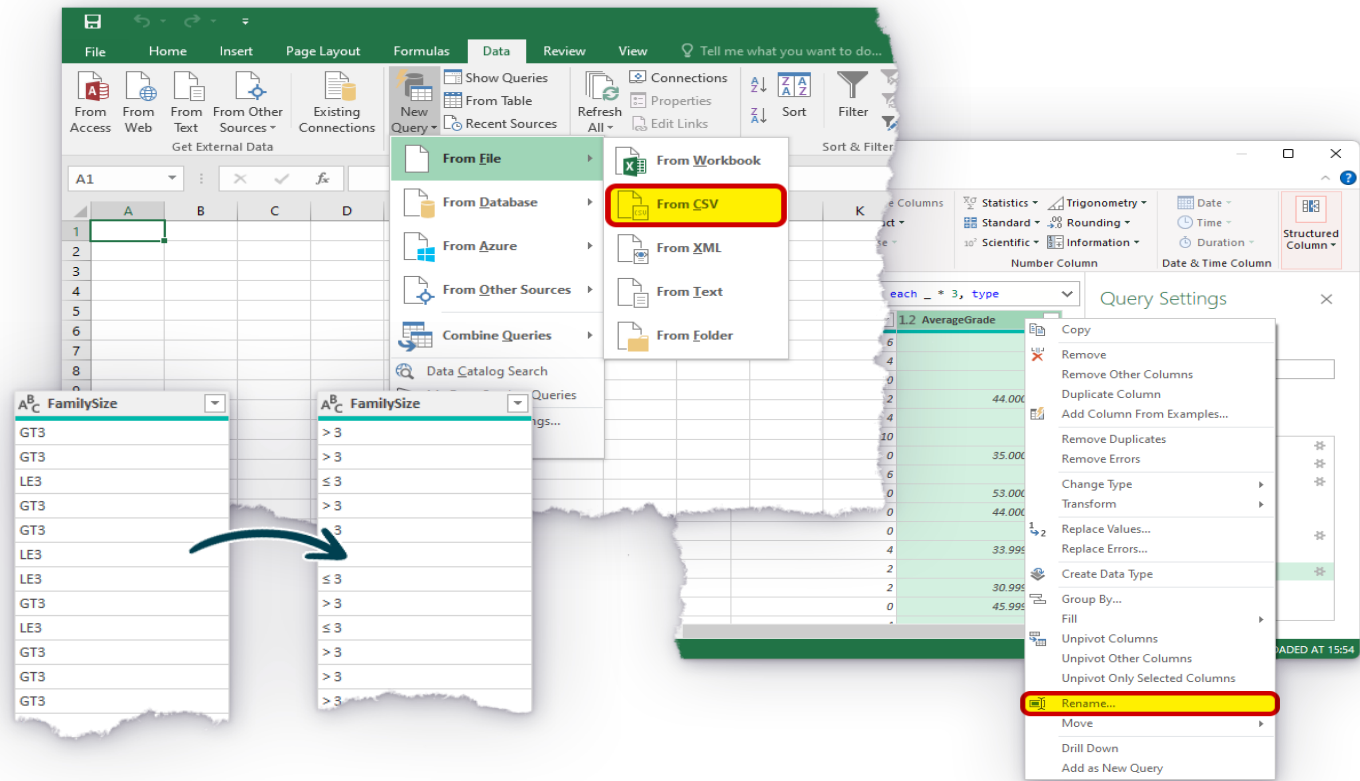 File Home Insert Page Layout Formulas Data Review View Tell me what you want to do...
From Access
From Web
From Text
From Other Sources
Existing Connections
Get External Data
New Query
Show Queries
From Table
Recent Sources
Refresh All
Connections
Properties
Edit Links
Sort
Filter
Sort & Filter
A1
fx
A B C D K
1
2
3
4
5
6
7
8
From File
From Database
From Azure
From Other Sources
Combine Queries
Data Catalog Search
Queries
From Workbook
From CSV
From XML
From Text
From Folder
ABC FamilySize
GT3
GT3
LE3
GT3
GT3
LE3
LE3
GT3
LE3
GT3
GT3
GT3
ABC FamilySize
> 3
> 3
≤ 3
> 3
3
≤ 3
> 3
≤ 3
> 3
> 3
> 3
Columns
Statistics
Standard
10² Scientific
Trigonometry
Rounding
Information
Number Column
Date
Time
Duration
Date & Time Column
Structured Column
each _ * 3, type
Query Settings
1.2 AverageGrade
6
4
0
2 44.000
4
10
0 35.000
6
0 53.000
0 44.000
0
4 33.999
2
2 30.999
0 45.999
Copy
Remove
Remove Other Columns
Duplicate Column
Add Column From Examples...
Remove Duplicates
Remove Errors
Change Type
Transform
Replace Values...
Replace Errors...
Create Data Type
Group By...
Fill
Unpivot Columns
Unpivot Other Columns
Unpivot Only Selected Columns
Rename...
Move
Drill Down
Add as New Query
AT 15:54